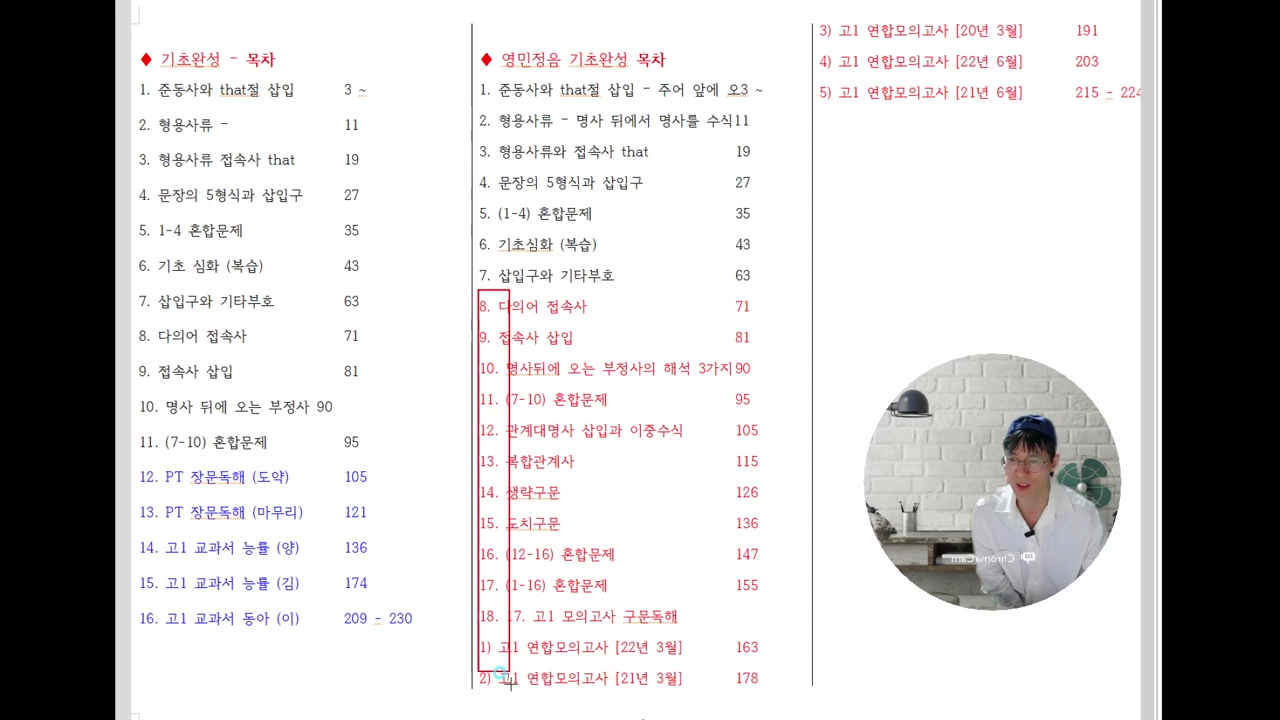 ◆ 기초완성 - 목차
1. 준동사와 that절 삽입 3 ~
2. 형용사류 - 11
3. 형용사류 접속사 that 19
4. 문장의 5형식과 삽입구 27
5. 1-4 혼합문제 35
6. 기초 심화 (복습) 43
7. 삽입구와 기타부호 63
8. 다의어 접속사 71
9. 접속사 삽입 81
10. 명사 뒤에 오는 부정사 90
11. (7-10) 혼합문제 95
12. PT 장문독해 (도약) 105
13. PT 장문독해 (마무리) 121
14. 고1 교과서 능률 (양) 136
15. 고1 교과서 능률 (김) 174
16. 고1 교과서 동아 (이) 209 - 230
◆ 영민정음 기초완성 목차
1. 준동사와 that절 삽입 - 주어 앞에 오3 ~
2. 형용사류 - 명사 뒤에서 명사를 수식11
3. 형용사류와 접속사 that 19
4. 문장의 5형식과 삽입구 27
5. (1-4) 혼합문제 35
6. 기초심화 (복습) 43
7. 삽입구와 기타부호 63
8. 다의어 접속사 71
9. 접속사 삽입 81
10. 명사뒤에 오는 부정사의 해석 3가지90
11. (7-10) 혼합문제 95
12. 관계대명사 삽입과 이중수식 105
13. 복합관계사 115
14. 생략구문 126
15. 도치구문 136
16. (12-16) 혼합문제 147
17. (1-16) 혼합문제 155
18. 17. 고1 모의고사 구문독해
1) 고1 연합모의고사 [22년 3월] 163
2) 고1 연합모의고사 [21년 3월] 178
3) 고1 연합모의고사 [20년 3월] 191
4) 고1 연합모의고사 [22년 6월] 203
5) 고1 연합모의고사 [21년 6월] 215 - 224
ChromaCam